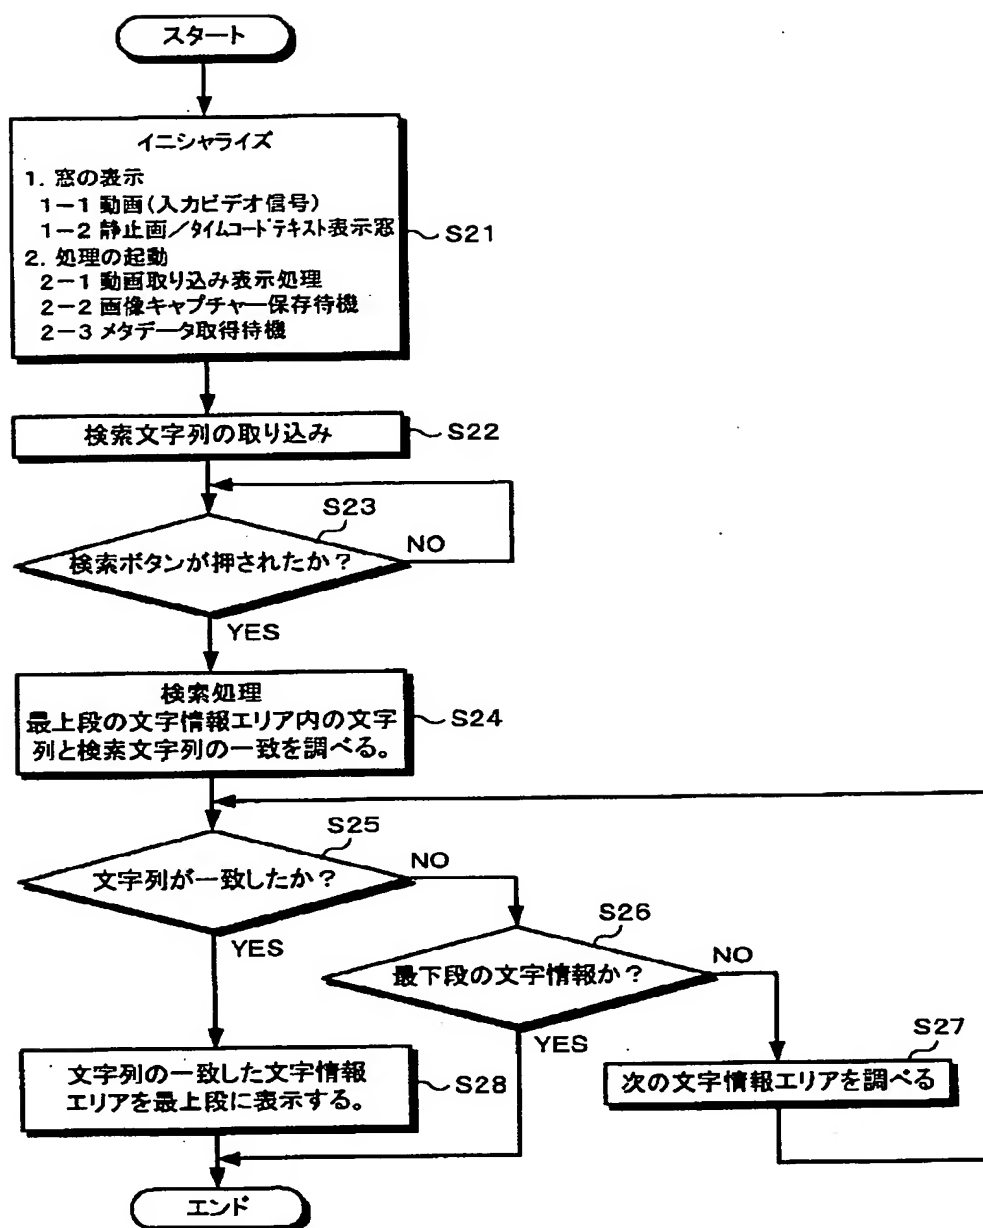 スタート
イニシャライズ
1. 窓の表示
1-1 動画(入力ビデオ信号)
1-2 静止画/タイムコードテキスト表示窓
2. 処理の起動
2-1 動画取り込み表示処理
2-2 画像キャプチャー保存待機
2-3 メタデータ取得待機
S21
検索文字列の取り込み
S22
S23
検索ボタンが押されたか?
NO
YES
検索処理
最上段の文字情報エリア内の文字
列と検索文字列の一致を調べる。
S24
S25
文字列が一致したか?
NO
YES
S26
最下段の文字情報か?
NO
YES
S27
次の文字情報エリアを調べる
文字列の一致した文字情報
エリアを最上段に表示する。
S28
エンド